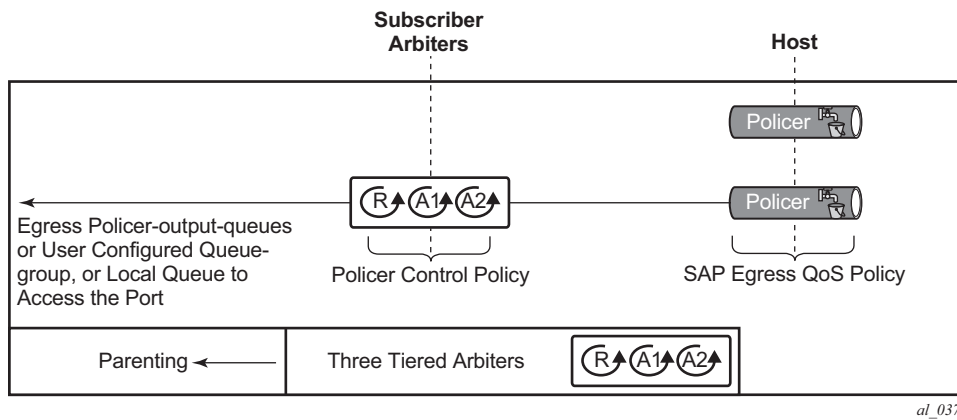 Subscriber
Arbiters
Host
Policer
R A1 A2
Policer
Egress Policer-output-queues
or User Configured Queue-
group, or Local Queue to
Access the Port
Policer Control Policy
SAP Egress QoS Policy
Parenting
Three Tiered Arbiters
R A1 A2
al_037